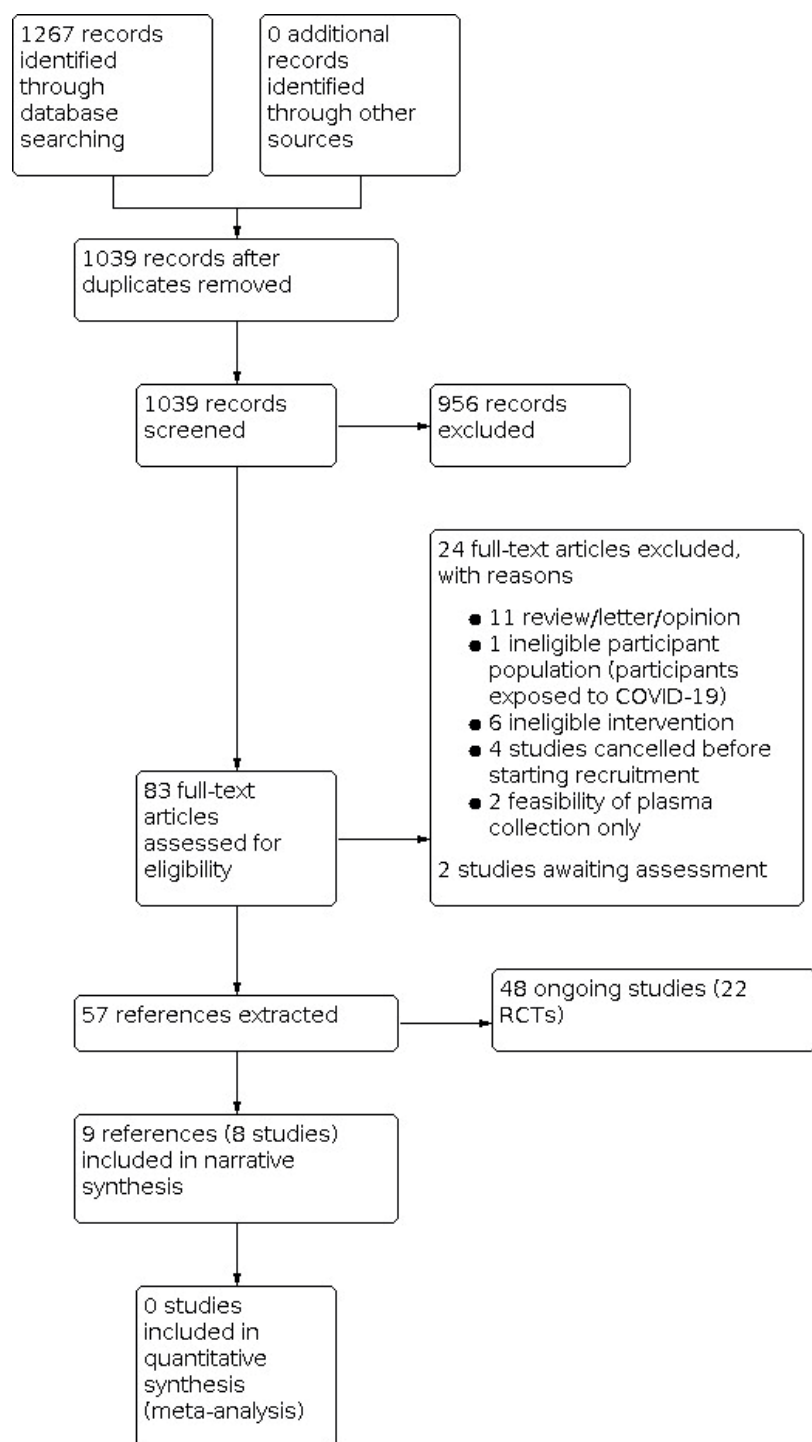 1267 records
identified
through
database
searching
0 additional
records
identified
through other
sources
1039 records after
duplicates removed
1039 records
screened
956 records
excluded
24 full-text articles excluded,
with reasons
● 11 review/letter/opinion
● 1 ineligible participant
population (participants
exposed to COVID-19)
● 6 ineligible intervention
● 4 studies cancelled before
starting recruitment
● 2 feasibility of plasma
collection only
2 studies awaiting assessment
83 full-text
articles
assessed for
eligibility
57 references extracted
48 ongoing studies (22
RCTs)
9 references (8 studies)
included in narrative
synthesis
0 studies
included in
quantitative
synthesis
(meta-analysis)